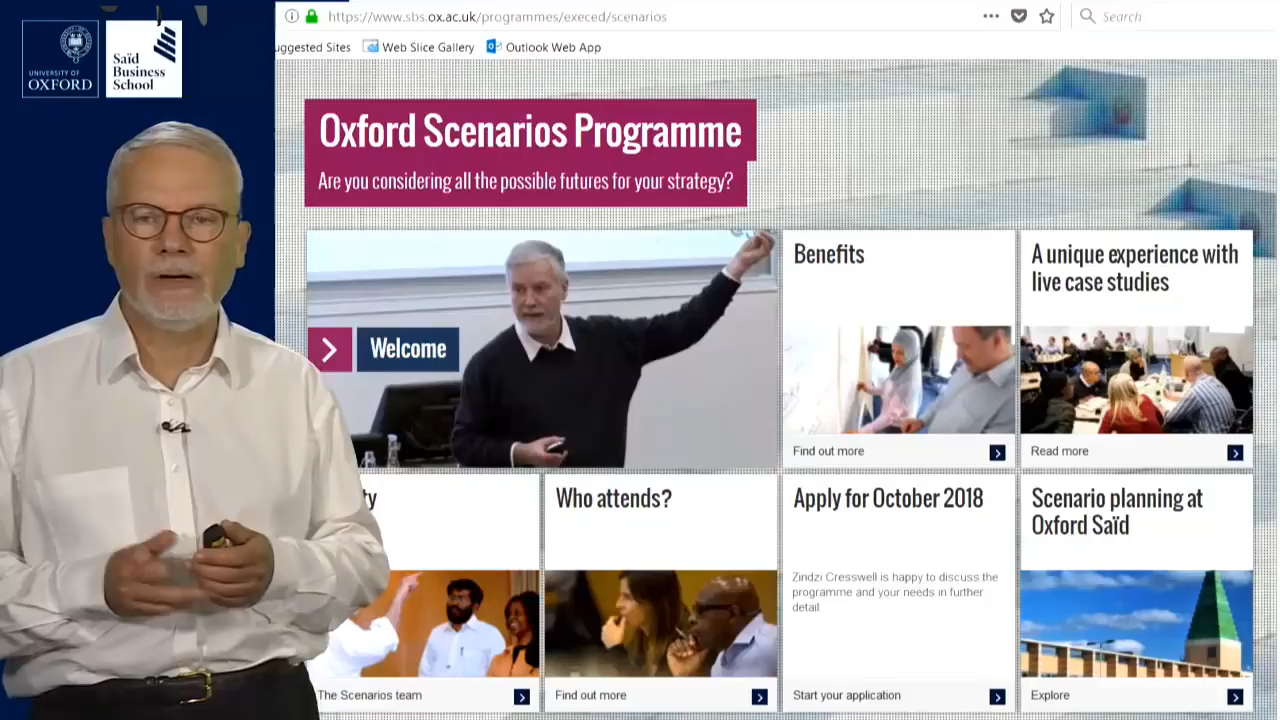 https://www.sbs.ox.ac.uk/programmes/execed/scenarios
Search
uggested Sites
Web Slice Gallery
Outlook Web App
UNIVERSITY OF
OXFORD
Saïd
Business
School
Oxford Scenarios Programme
Are you considering all the possible futures for your strategy?
Welcome
Benefits
Find out more
A unique experience with
live case studies
Read more
ty
The Scenarios team
Who attends?
Find out more
Apply for October 2018
Zindzi Cresswell is happy to discuss the
programme and your needs in further
detail
Start your application
Scenario planning at
Oxford Saïd
Explore